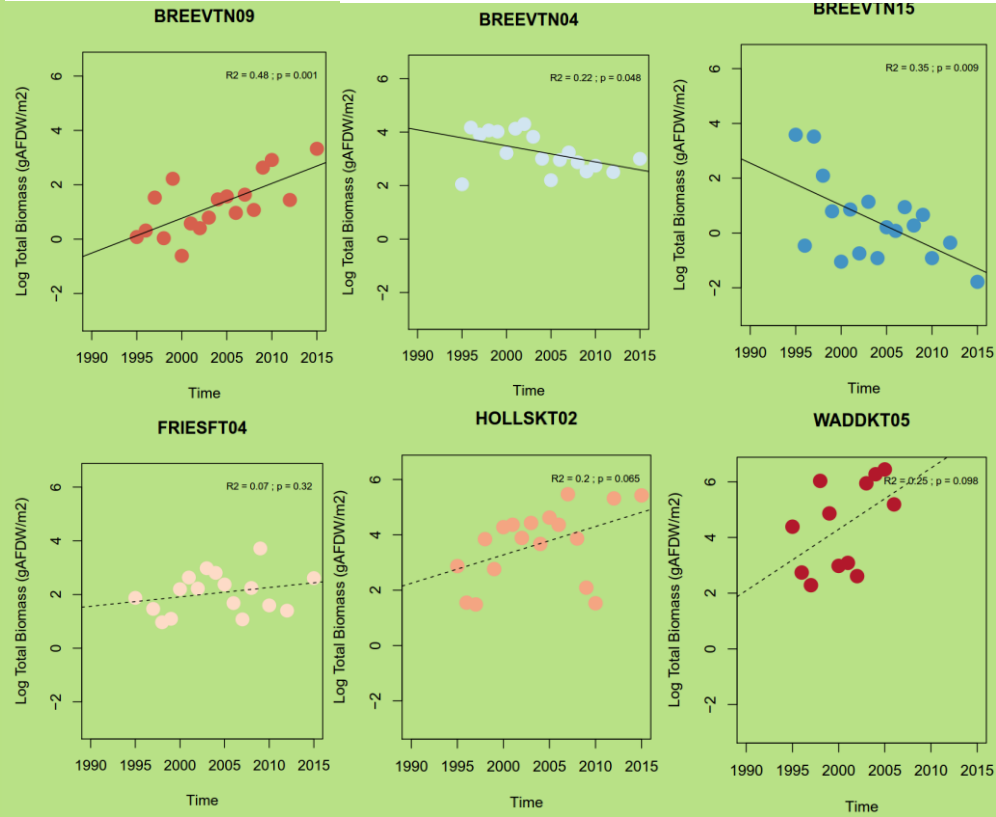 BREEVTN09
R2 = 0.48 ; p = 0.001
Log Total Biomass (gAFDW/m2)
6
4
2
0
−2
1990 1995 2000 2005 2010 2015
Time
BREEVTN04
R2 = 0.22 ; p = 0.048
Log Total Biomass (gAFDW/m2)
6
4
2
0
−2
1990 1995 2000 2005 2010 2015
Time
BREEVTN15
R2 = 0.35 ; p = 0.009
Log Total Biomass (gAFDW/m2)
6
4
2
0
−2
1990 1995 2000 2005 2010 2015
Time
FRIESFT04
R2 = 0.07 ; p = 0.32
Log Total Biomass (gAFDW/m2)
6
4
2
0
−2
1990 1995 2000 2005 2010 2015
Time
HOLLSKT02
R2 = 0.2 ; p = 0.065
Log Total Biomass (gAFDW/m2)
6
4
2
0
−2
1990 1995 2000 2005 2010 2015
Time
WADDKT05
R2 = 0.25 ; p = 0.098
Log Total Biomass (gAFDW/m2)
6
4
2
0
−2
1990 1995 2000 2005 2010 2015
Time